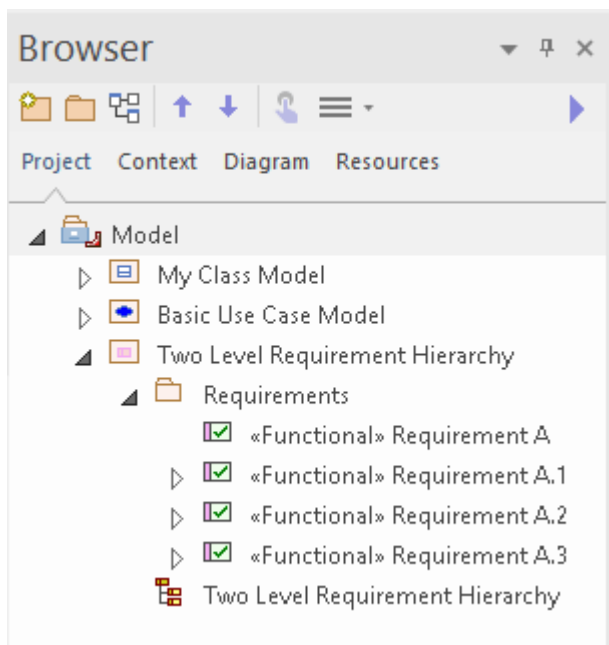 Browser
Project Context Diagram Resources
Model
My Class Model
Basic Use Case Model
Two Level Requirement Hierarchy
Requirements
«Functional» Requirement A
«Functional» Requirement A.1
«Functional» Requirement A.2
«Functional» Requirement A.3
Two Level Requirement Hierarchy